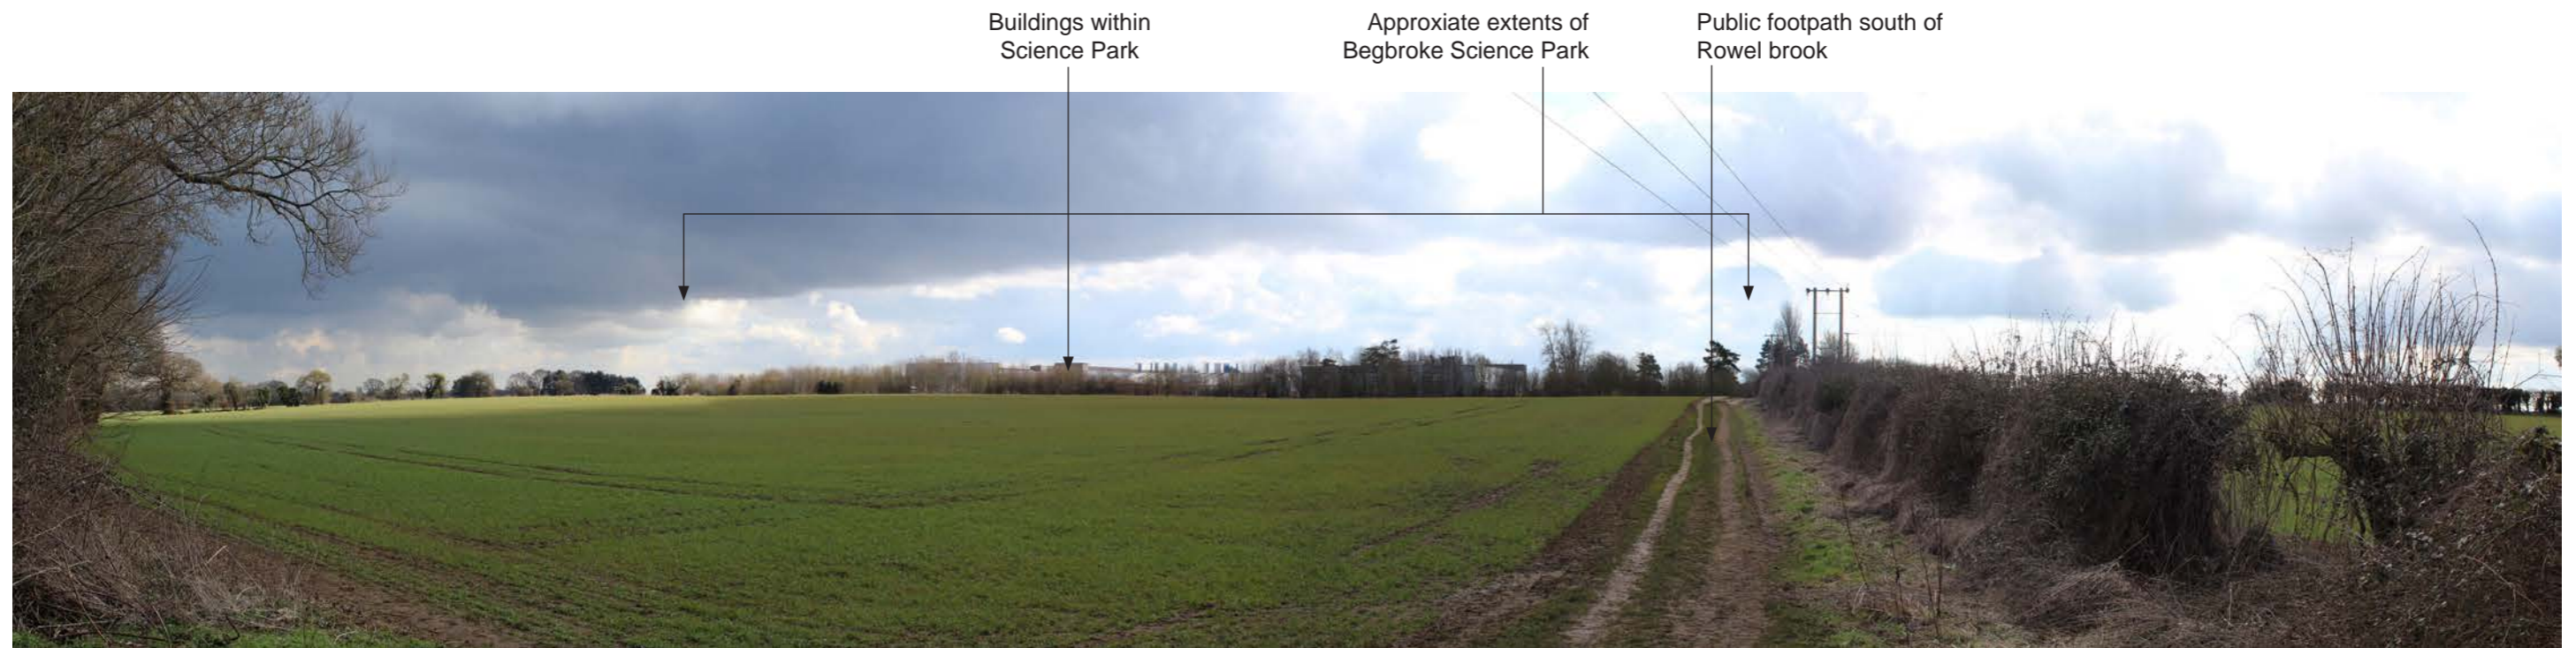 Buildings within
Science Park
Approxiate extents of
Begbroke Science Park
Public footpath south of
Rowel brook